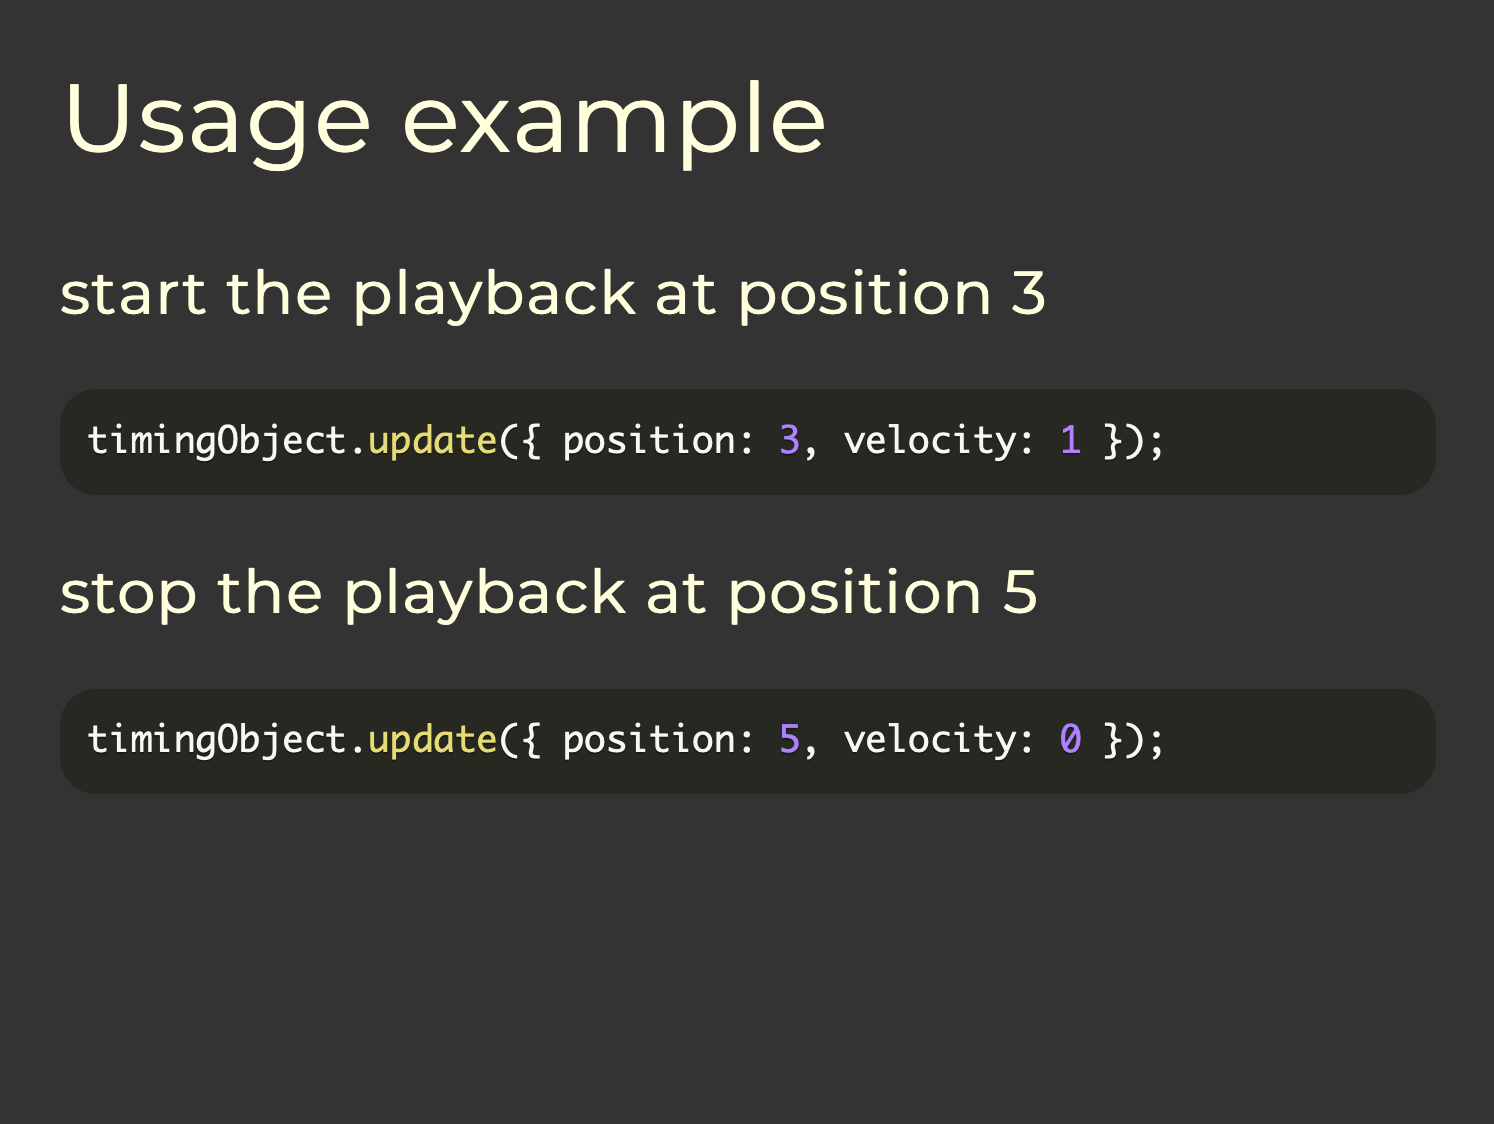 Usage example
start the playback at position 3
timingObject.update({ position: 3, velocity: 1 });
stop the playback at position 5
timingObject.update({ position: 5, velocity: 0 });